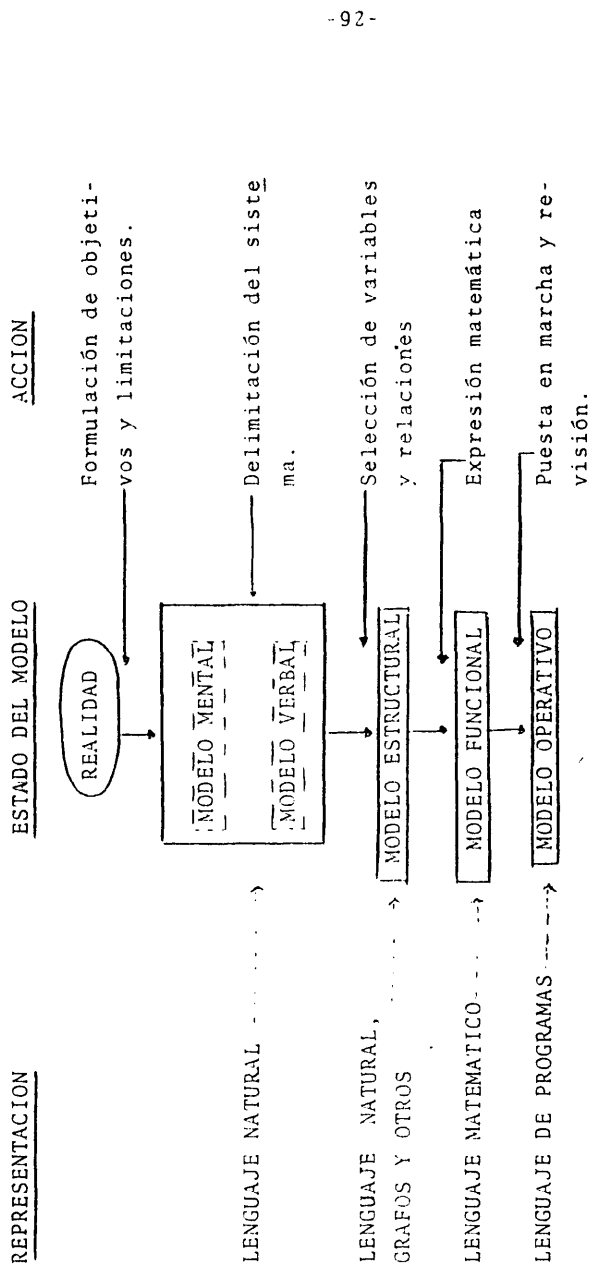 -92-
REPRESENTACION
ESTADO DEL MODELO
ACCION
REALIDAD
Formulación de objeti-
vos y limitaciones.
LENGUAJE NATURAL
MODELO MENTAL
MODELO VERBAL
Delimitación del siste
ma.
LENGUAJE NATURAL,
GRAFOS Y OTROS
MODELO ESTRUCTURAL
Selección de variables
y relaciones
LENGUAJE MATEMATICO
MODELO FUNCIONAL
Expresión matemática
LENGUAJE DE PROGRAMAS
MODELO OPERATIVO
Puesta en marcha y re-
visión.